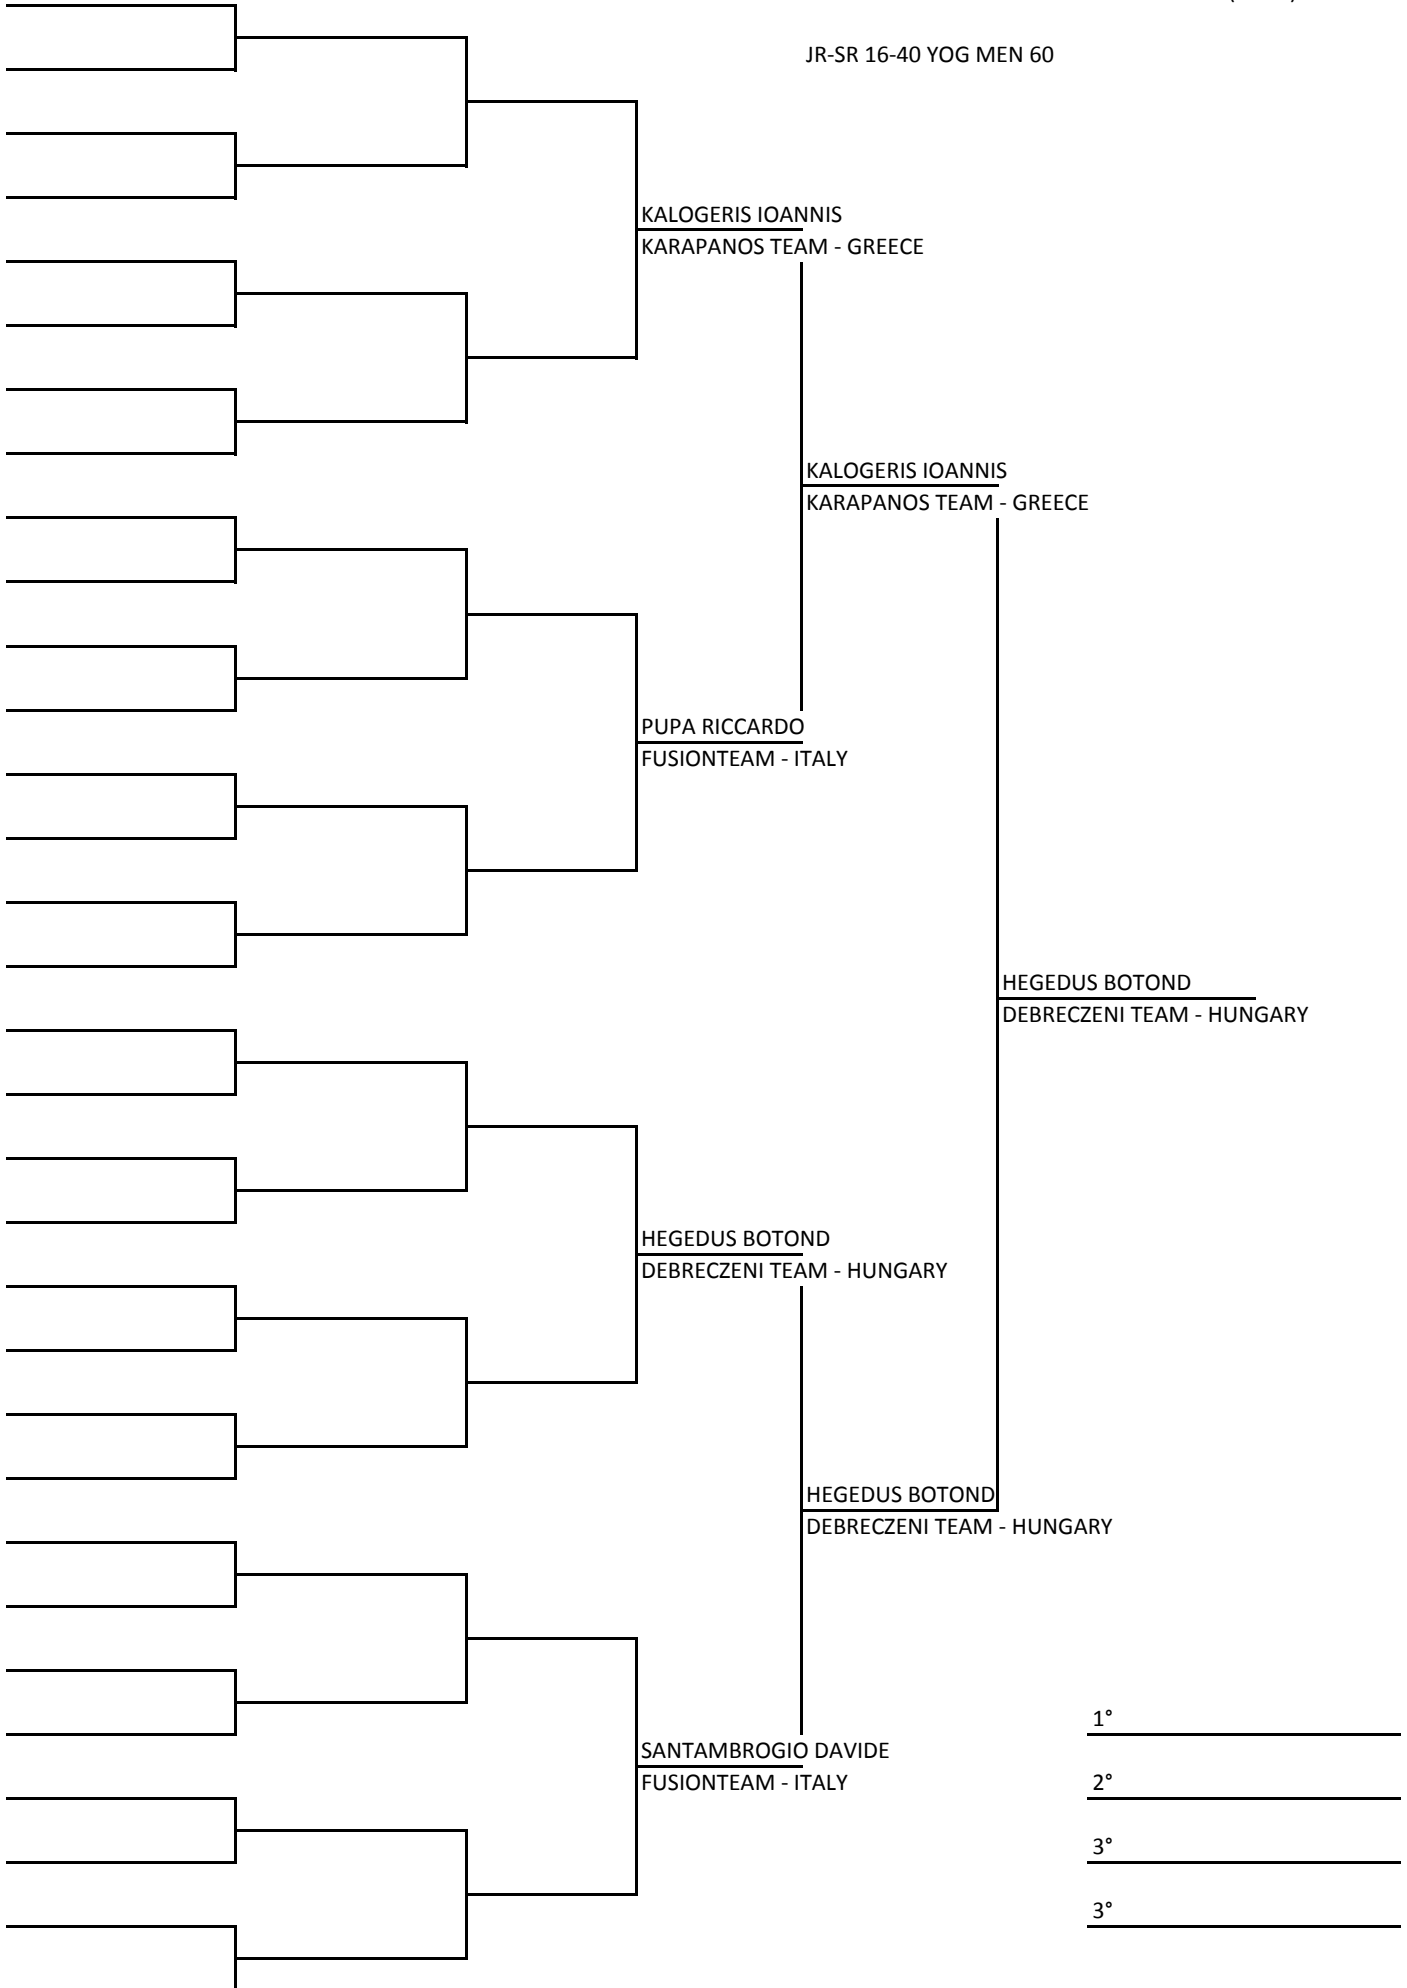 JR-SR 16-40 YOG MEN 60
KALOGERIS IOANNIS
KARAPANOS TEAM - GREECE
KALOGERIS IOANNIS
KARAPANOS TEAM - GREECE
PUPA RICCARDO
FUSIONTEAM - ITALY
HEGEDUS BOTOND
DEBRECZENI TEAM - HUNGARY
HEGEDUS BOTOND
DEBRECZENI TEAM - HUNGARY
HEGEDUS BOTOND
DEBRECZENI TEAM - HUNGARY
1°
SANTAMBROGIO DAVIDE
FUSIONTEAM - ITALY
2°
3°
3°